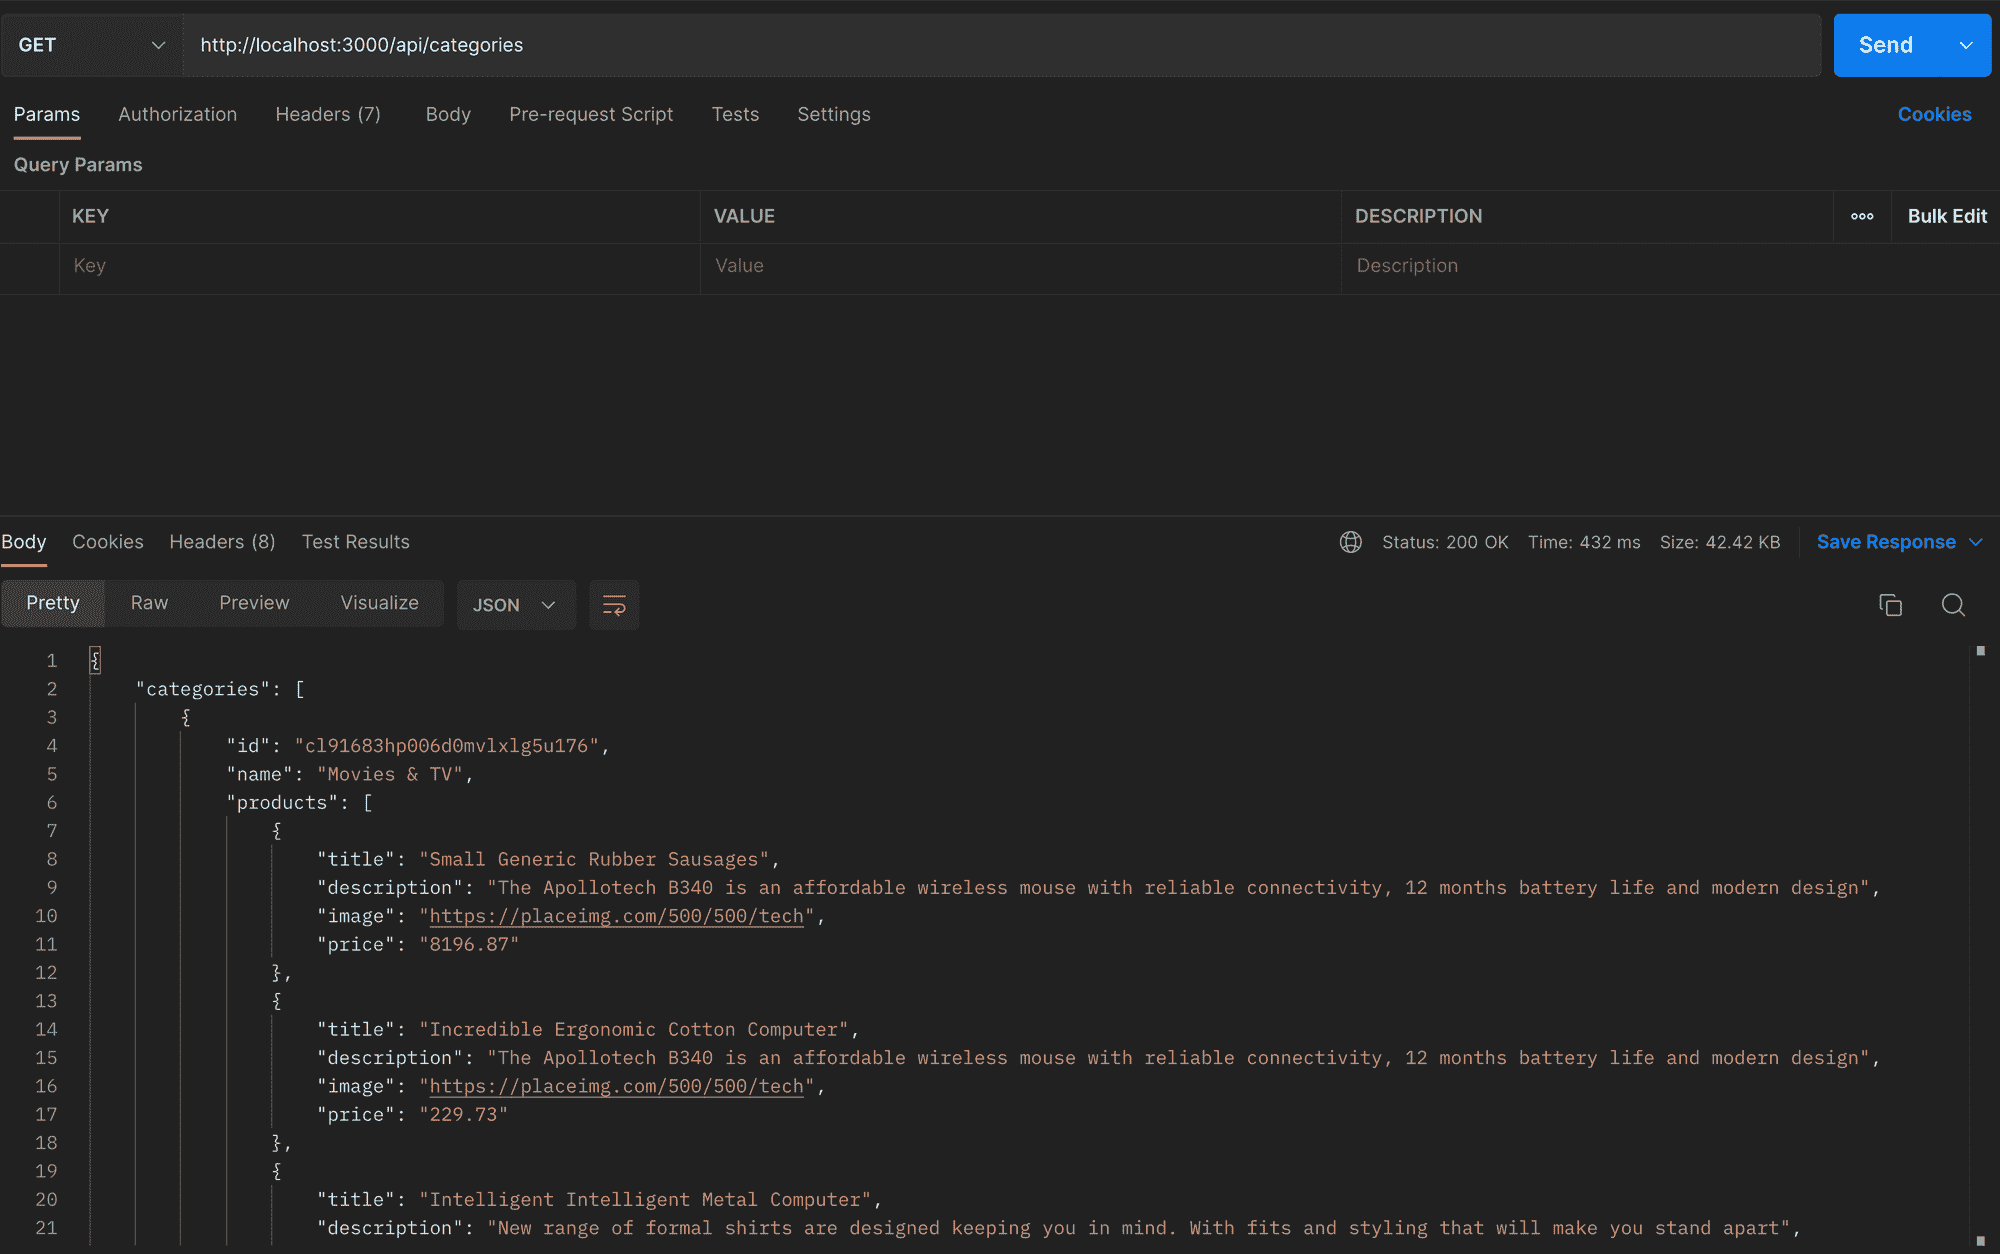 GET http://localhost:3000/api/categories Send
Params Authorization Headers (7) Body Pre-request Script Tests Settings Cookies
Query Params
KEY VALUE DESCRIPTION Bulk Edit
Key Value Description
Body Cookies Headers (8) Test Results Status: 200 OK Time: 432 ms Size: 42.42 KB Save Response
Pretty Raw Preview Visualize JSON
1 {
2 "categories": [
3 {
4 "id": "cl91683hp006d0mvlxlg5u176",
5 "name": "Movies & TV",
6 "products": [
7 {
8 "title": "Small Generic Rubber Sausages",
9 "description": "The Apollotech B340 is an affordable wireless mouse with reliable connectivity, 12 months battery life and modern design",
10 "image": "https://placeimg.com/500/500/tech",
11 "price": "8196.87"
12 },
13 {
14 "title": "Incredible Ergonomic Cotton Computer",
15 "description": "The Apollotech B340 is an affordable wireless mouse with reliable connectivity, 12 months battery life and modern design",
16 "image": "https://placeimg.com/500/500/tech",
17 "price": "229.73"
18 },
19 {
20 "title": "Intelligent Intelligent Metal Computer",
21 "description": "New range of formal shirts are designed keeping you in mind. With fits and styling that will make you stand apart",